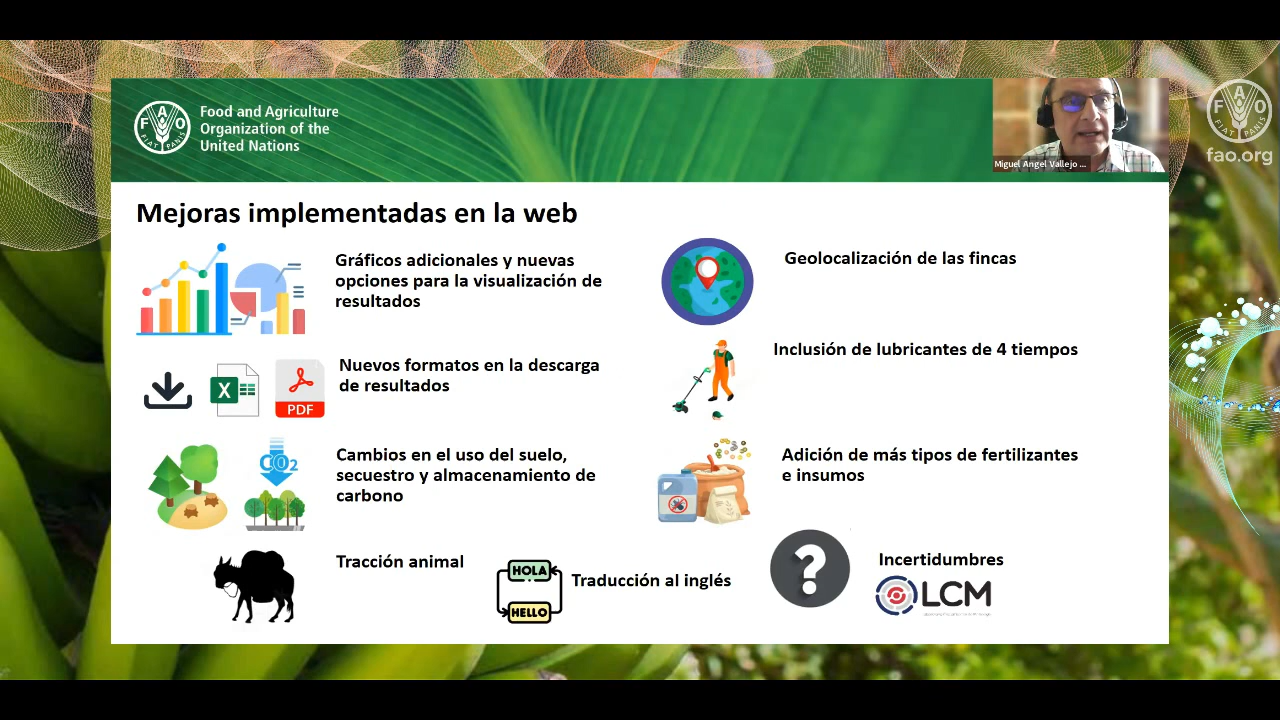 Food and Agriculture
Organization of the
United Nations
FAO
FIAT PANIS
Miguel Angel Vallejo ...
FAO
FIAT PANIS
fao.org
Mejoras implementadas en la web
Gráficos adicionales y nuevas
opciones para la visualización de
resultados
Geolocalización de las fincas
Nuevos formatos en la descarga
de resultados
X
PDF
Inclusión de lubricantes de 4 tiempos
Cambios en el uso del suelo,
secuestro y almacenamiento de
carbono
CO2
Adición de más tipos de fertilizantes
e insumos
Tracción animal
HOLA
HELLO
Traducción al inglés
?
Incertidumbres
LCM